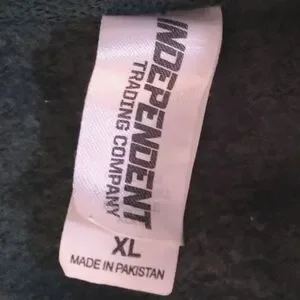 INDEPENDENT
TRADING COMPANY
XL
MADE IN PAKISTAN